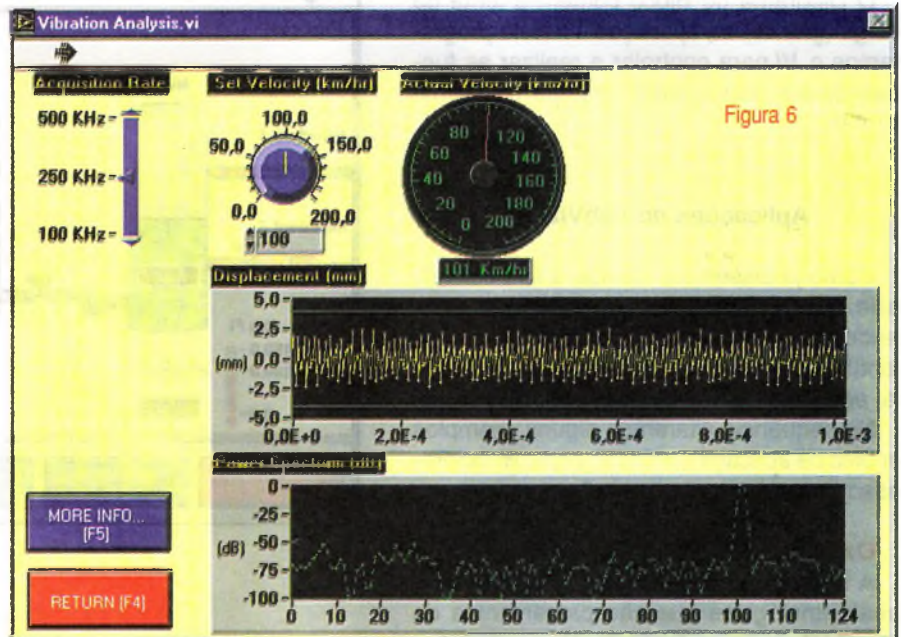 Vibration Analysis.vi
Acquisition Rate
Set Velocity (km/hr)
Actual Velocity (km/hr)
Figura 6
500 KHz
250 KHz
100 KHz
100,0
50,0
150,0
0,0
200,0
100
80 120
60 140
40 160
20 180
0 200
101 Km/hr
Displacement (mm)
5,0
2,5
(mm) 0,0
-2,5
-5,0
0,0E+0 2,0E-4 4,0E-4 6,0E-4 8,0E-4 1,0E-3
Power Spectrum (dB)
0
-25
(dB) -50
-75
-100
0 10 20 30 40 50 60 70 80 90 100 110 124
MORE INFO...
[F5]
RETURN [F4]